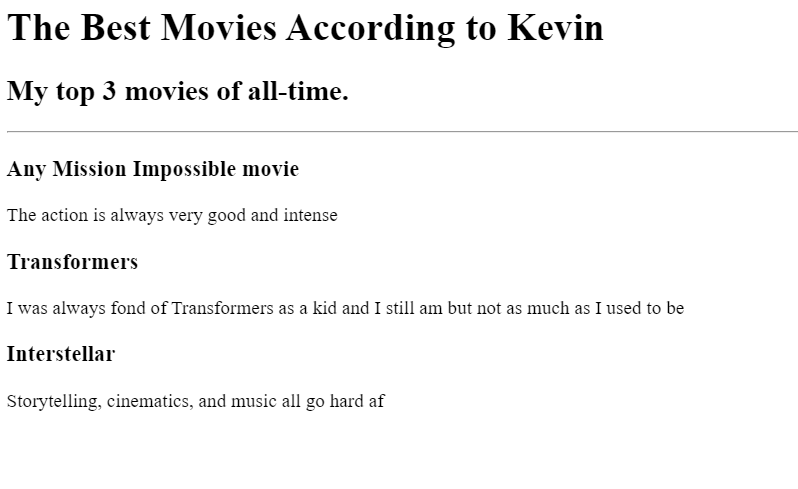 The Best Movies According to Kevin
My top 3 movies of all-time.
Any Mission Impossible movie
The action is always very good and intense
Transformers
I was always fond of Transformers as a kid and I still am but not as much as I used to be
Interstellar
Storytelling, cinematics, and music all go hard af